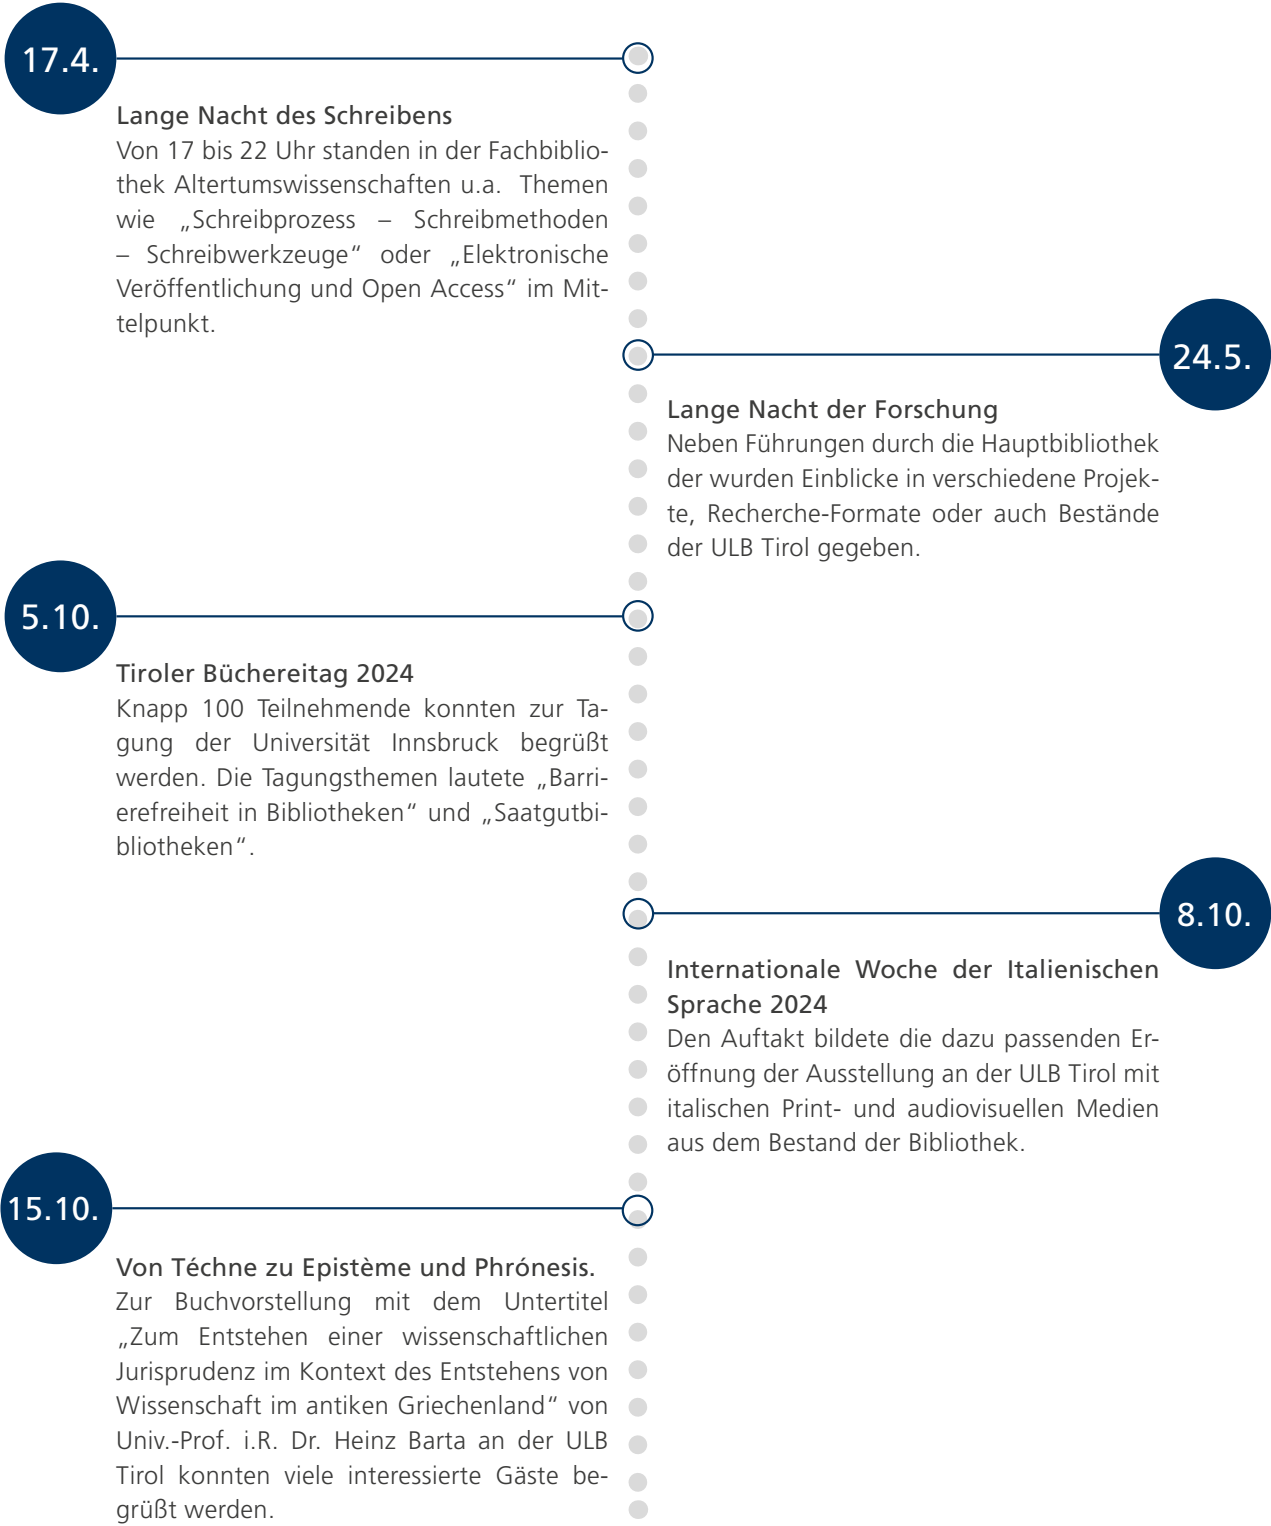 17.4.
Lange Nacht des Schreibens
Von 17 bis 22 Uhr standen in der Fachbiblio-
thek Altertumswissenschaften u.a. Themen
wie „Schreibprozess – Schreibmethoden
– Schreibwerkzeuge“ oder „Elektronische
Veröffentlichung und Open Access“ im Mit-
telpunkt.
24.5.
Lange Nacht der Forschung
Neben Führungen durch die Hauptbibliothek
der wurden Einblicke in verschiedene Projek-
te, Recherche-Formate oder auch Bestände
der ULB Tirol gegeben.
5.10.
Tiroler Büchereitag 2024
Knapp 100 Teilnehmende konnten zur Ta-
gung der Universität Innsbruck begrüßt
werden. Die Tagungsthemen lautete „Barri-
erefreiheit in Bibliotheken“ und „Saatgutbi-
bliotheken“.
8.10.
Internationale Woche der Italienischen
Sprache 2024
Den Auftakt bildete die dazu passenden Er-
öffnung der Ausstellung an der ULB Tirol mit
italischen Print- und audiovisuellen Medien
aus dem Bestand der Bibliothek.
15.10.
Von Téchne zu Epistème und Phrónesis.
Zur Buchvorstellung mit dem Untertitel
„Zum Entstehen einer wissenschaftlichen
Jurisprudenz im Kontext des Entstehens von
Wissenschaft im antiken Griechenland“ von
Univ.-Prof. i.R. Dr. Heinz Barta an der ULB
Tirol konnten viele interessierte Gäste be-
grüßt werden.